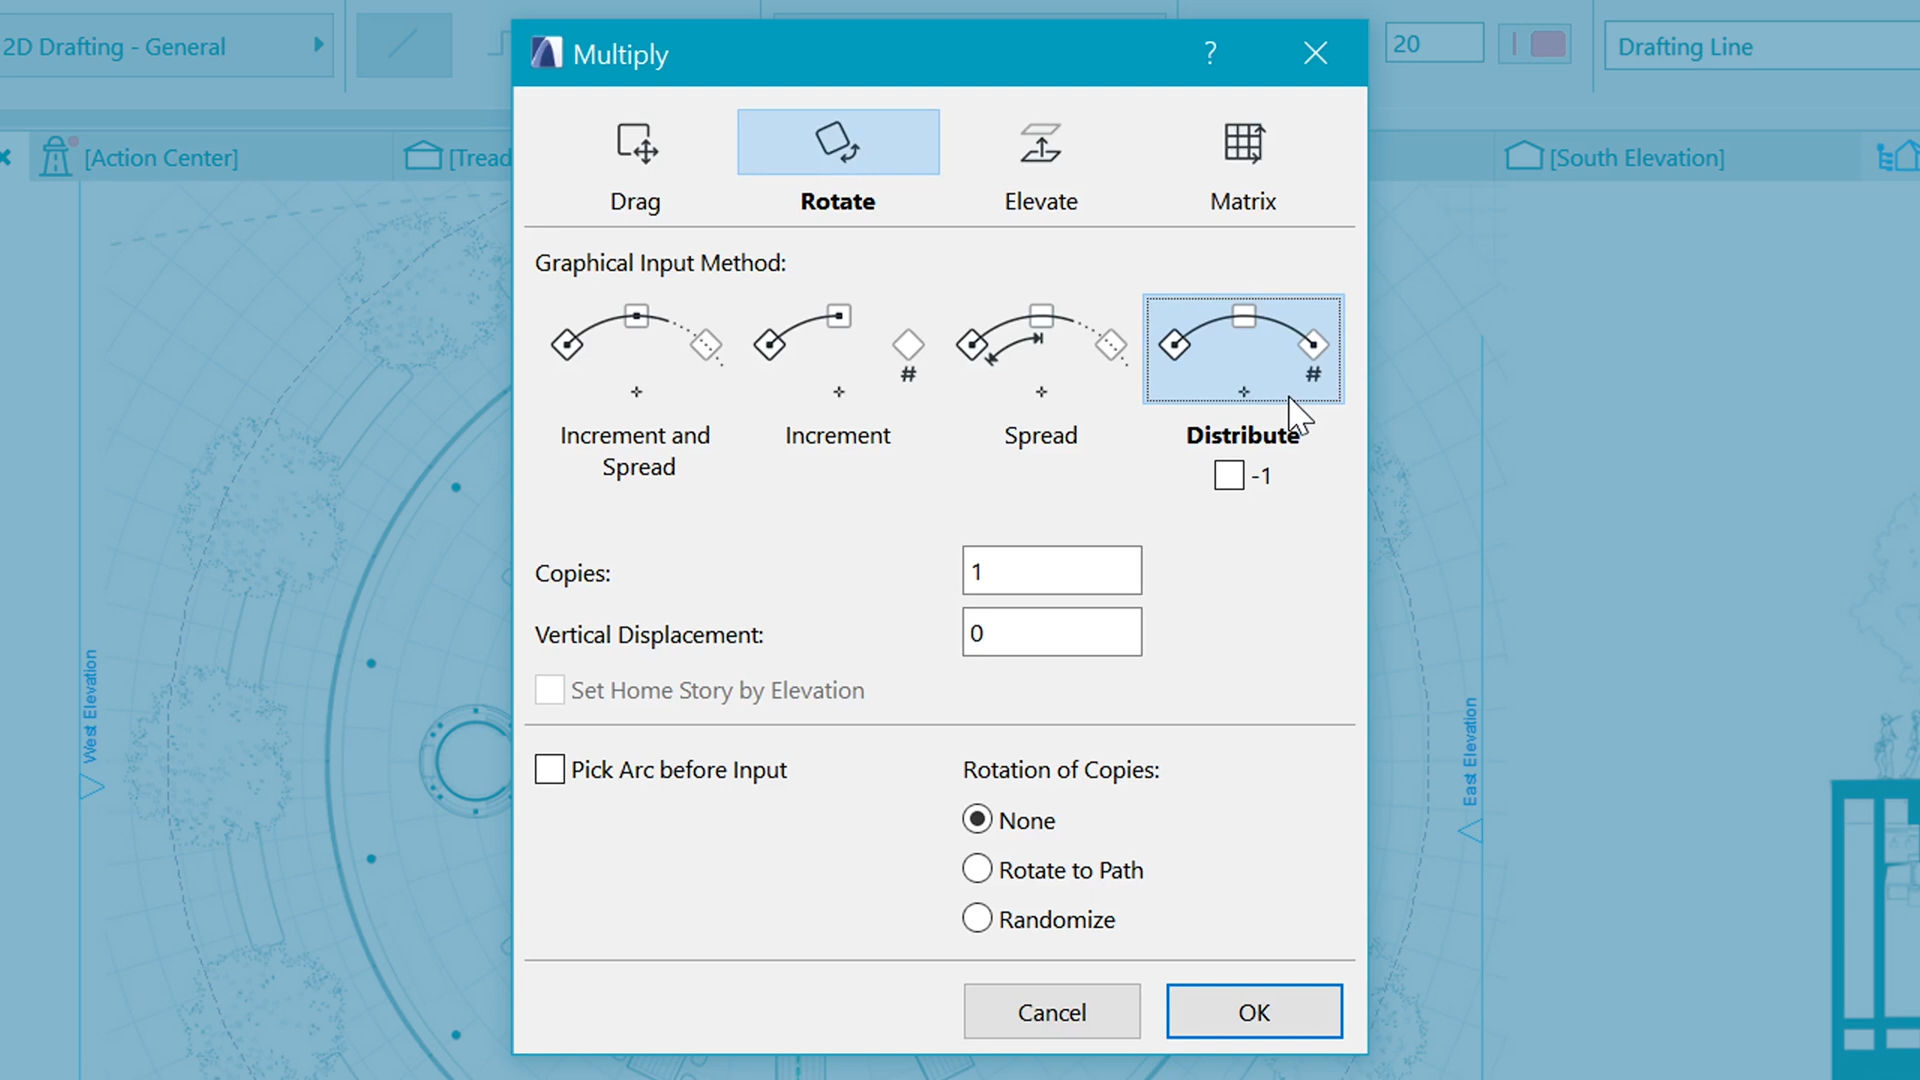 2D Drafting - General
20
Drafting Line
Multiply
?
[Action Center]
[Tread
[South Elevation]
Drag
Rotate
Elevate
Matrix
Graphical Input Method:
#
#
Increment and
Spread
Increment
Spread
Distribute
-1
Copies:
1
Vertical Displacement:
0
Set Home Story by Elevation
Pick Arc before Input
Rotation of Copies:
None
Rotate to Path
Randomize
Cancel
OK
West Elevation
East Elevation